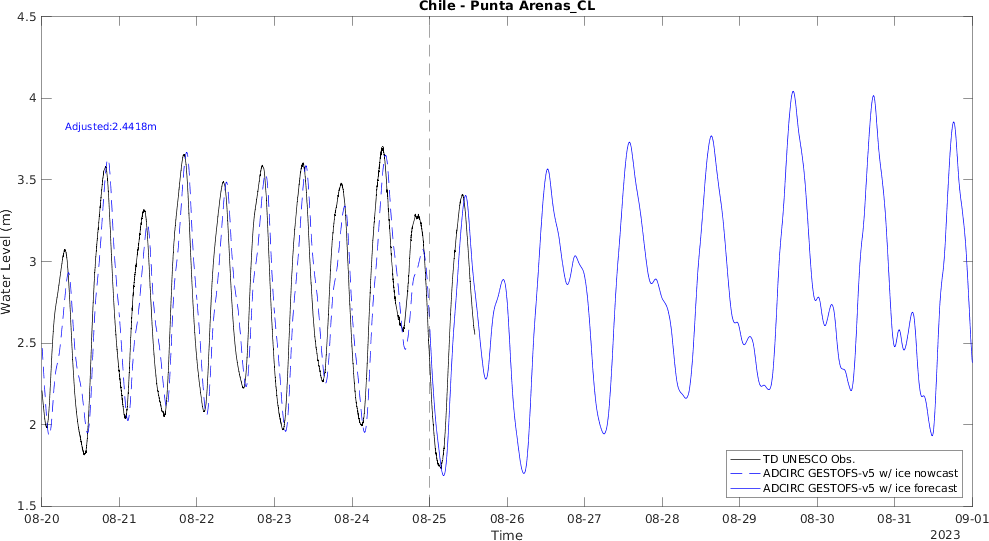 Chile - Punta Arenas_CL
4.5
4
3.5
3
2.5
2
1.5
Water Level (m)
Adjusted:2.4418m
TD UNESCO Obs.
ADCIRC GESTOFS-v5 w/ ice nowcast
ADCIRC GESTOFS-v5 w/ ice forecast
08-20 08-21 08-22 08-23 08-24 08-25 08-26 08-27 08-28 08-29 08-30 08-31 09-01
Time
2023